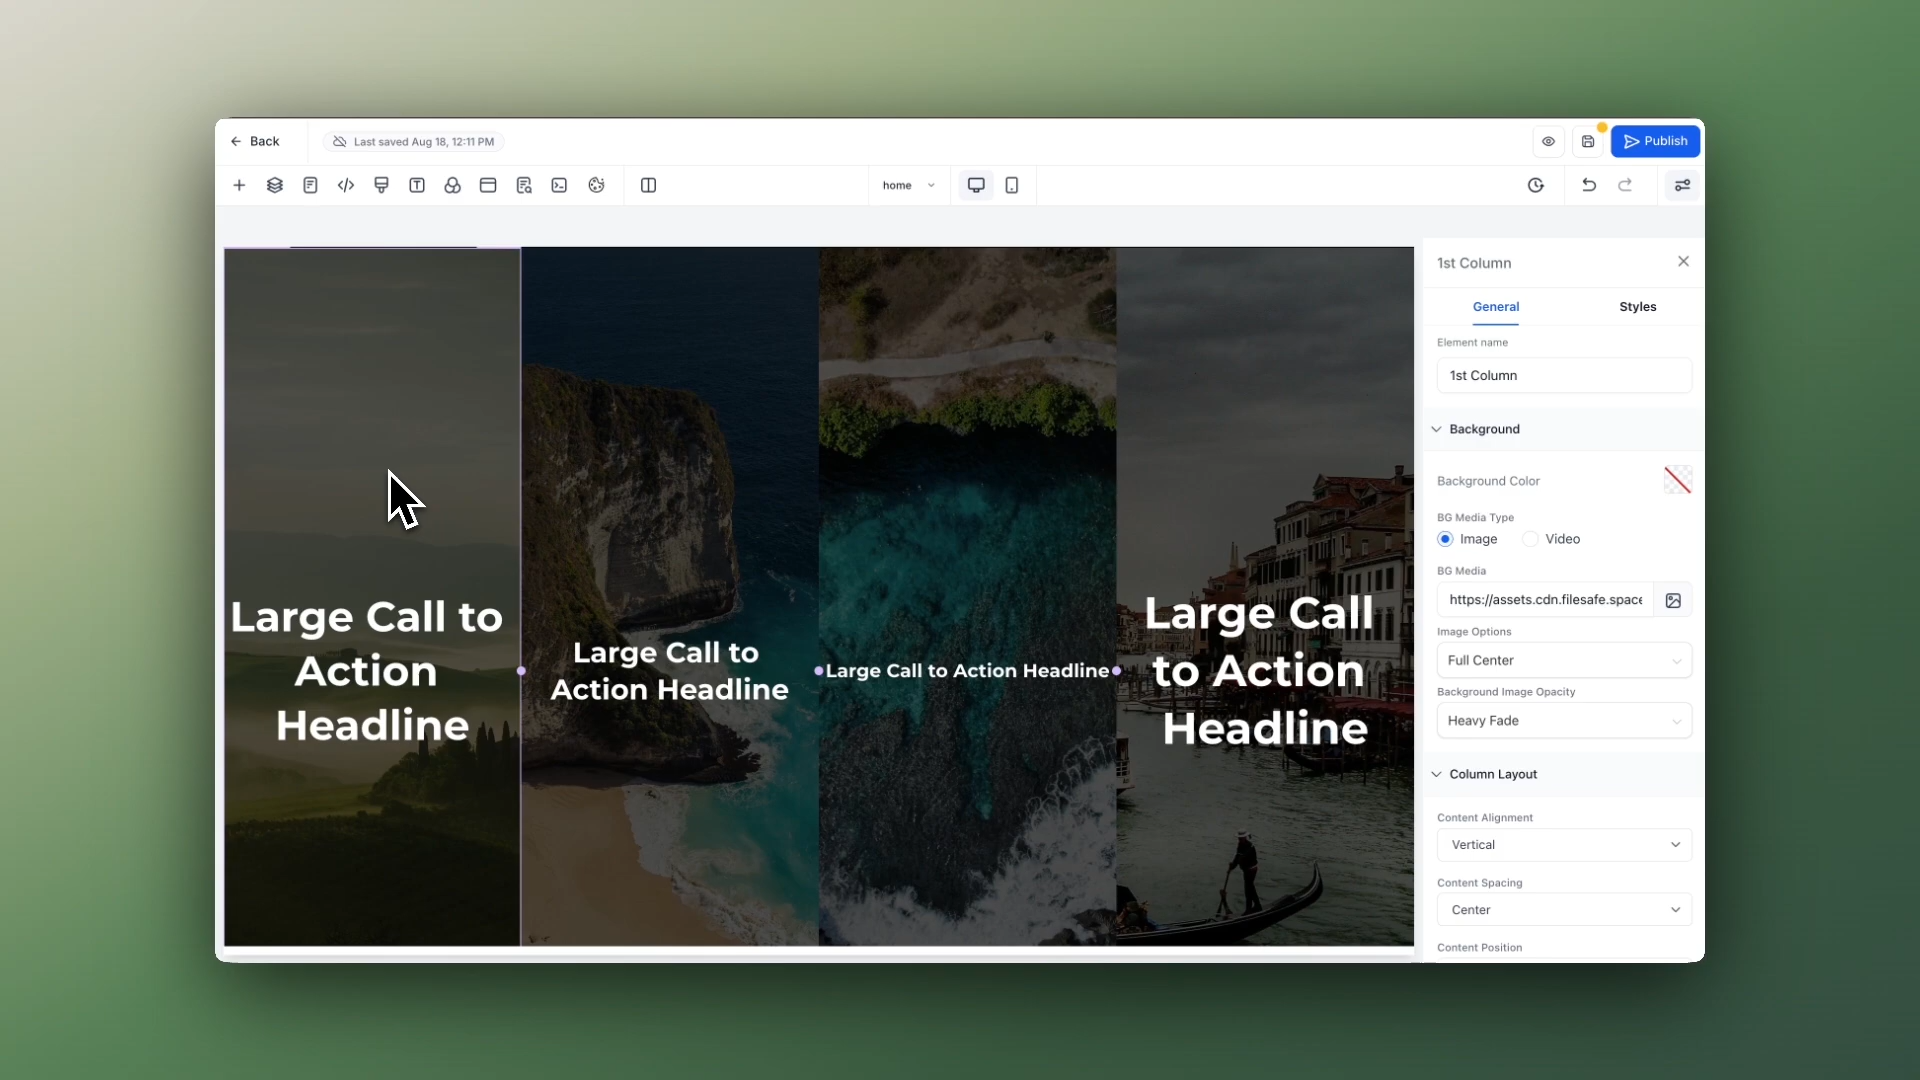 Back
Last saved Aug 18, 12:11 PM
Publish
home
Large Call to
Action
Headline
Large Call to
Action Headline
Large Call to Action Headline
Large Call
to Action
Headline
1st Column
General
Styles
Element name
1st Column
Background
Background Color
BG Media Type
Image
Video
BG Media
https://assets.cdn.filesafe.space
Image Options
Full Center
Background Image Opacity
Heavy Fade
Column Layout
Content Alignment
Vertical
Content Spacing
Center
Content Position